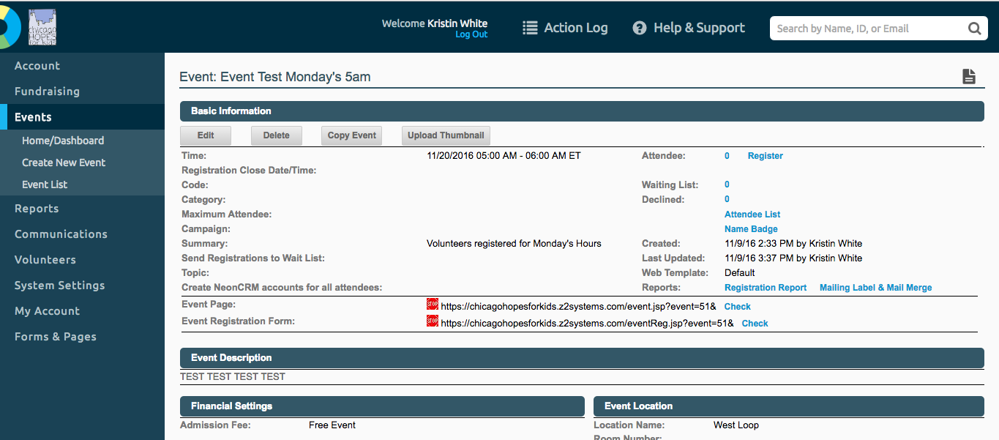 chicago
HOPES
for kids
Welcome Kristin White
Log Out
Action Log
Help & Support
Search by Name, ID, or Email
Account
Fundraising
Events
Home/Dashboard
Create New Event
Event List
Reports
Communications
Volunteers
System Settings
My Account
Forms & Pages
Event: Event Test Monday's 5am
Basic Information
Edit Delete Copy Event Upload Thumbnail
Time: 11/20/2016 05:00 AM - 06:00 AM ET Attendee: 0 Register
Registration Close Date/Time:
Code: Waiting List: 0
Category: Declined: 0
Maximum Attendee: Attendee List
Campaign: Name Badge
Summary: Volunteers registered for Monday's Hours Created: 11/9/16 2:33 PM by Kristin White
Send Registrations to Wait List: Last Updated: 11/9/16 3:37 PM by Kristin White
Topic: Web Template: Default
Create NeonCRM accounts for all attendees: Reports: Registration Report Mailing Label & Mail Merge
Event Page: STOP https://chicagohopesforkids.z2systems.com/event.jsp?event=51& Check
Event Registration Form: STOP https://chicagohopesforkids.z2systems.com/eventReg.jsp?event=51& Check
Event Description
TEST TEST TEST TEST
Financial Settings
Admission Fee: Free Event
Event Location
Location Name: West Loop
Room Number: